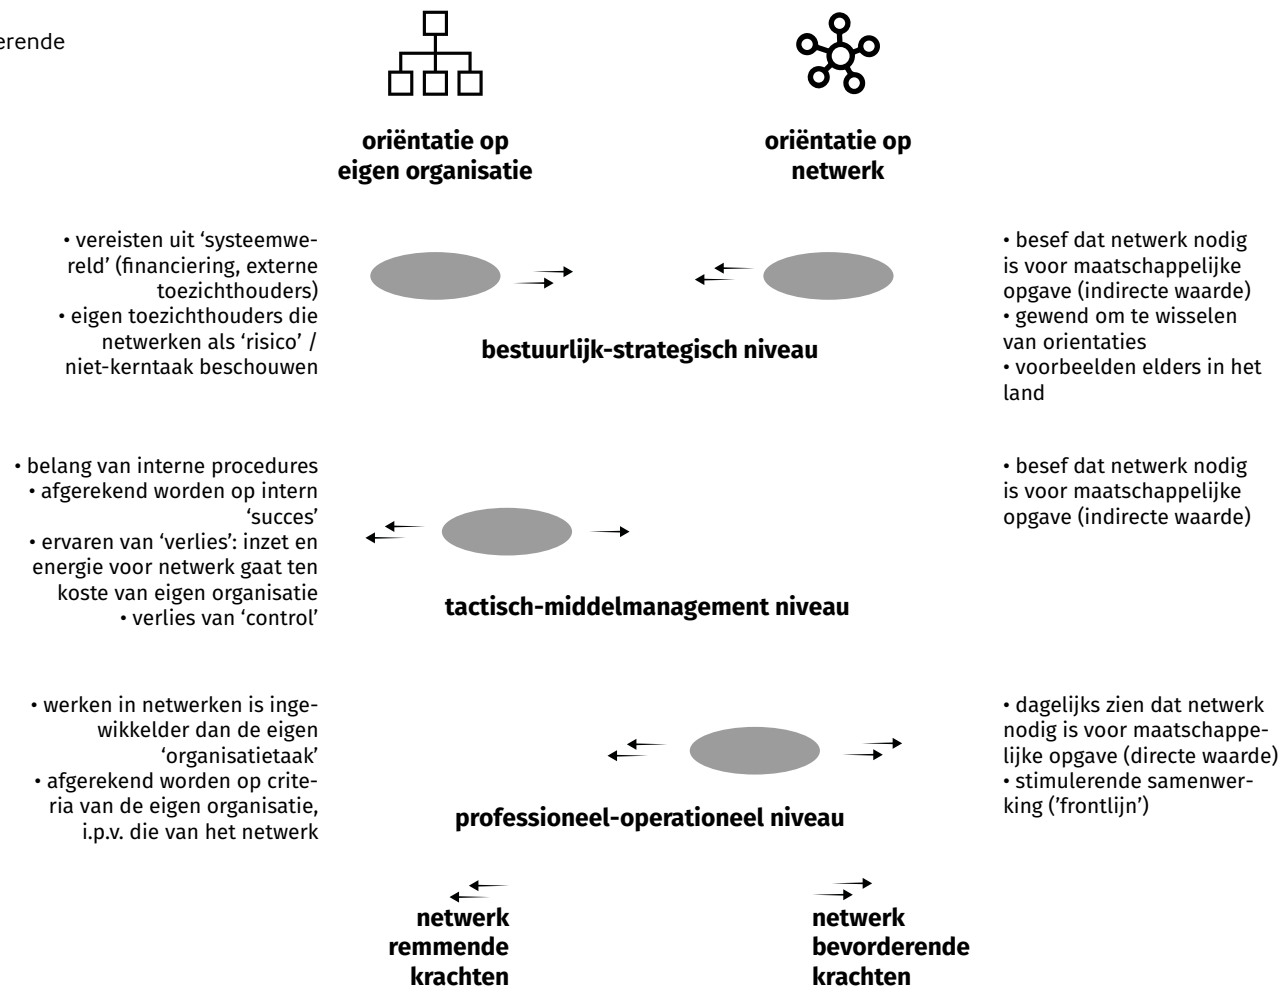 erende
oriëntatie op
eigen organisatie
oriëntatie op
netwerk
• vereisten uit ‘systeemwe-
reld’ (financiering, externe
toezichthouders)
• eigen toezichthouders die
netwerken als ‘risico’ /
niet-kerntaak beschouwen
bestuurlijk-strategisch niveau
• besef dat netwerk nodig
is voor maatschappelijke
opgave (indirecte waarde)
• gewend om te wisselen
van orientaties
• voorbeelden elders in het
land
• belang van interne procedures
• afgerekend worden op intern
‘succes’
• ervaren van ‘verlies’: inzet en
energie voor netwerk gaat ten
koste van eigen organisatie
• verlies van ‘control’
tactisch-middelmanagement niveau
• besef dat netwerk nodig
is voor maatschappelijke
opgave (indirecte waarde)
• werken in netwerken is inge-
wikkelder dan de eigen
‘organisatietaak’
• afgerekend worden op crite-
ria van de eigen organisatie,
i.p.v. die van het netwerk
professioneel-operationeel niveau
• dagelijks zien dat netwerk
nodig is voor maatschappe-
lijke opgave (directe waarde)
• stimulerende samenwer-
king (’frontlijn’)
netwerk
remmende
krachten
netwerk
bevorderende
krachten